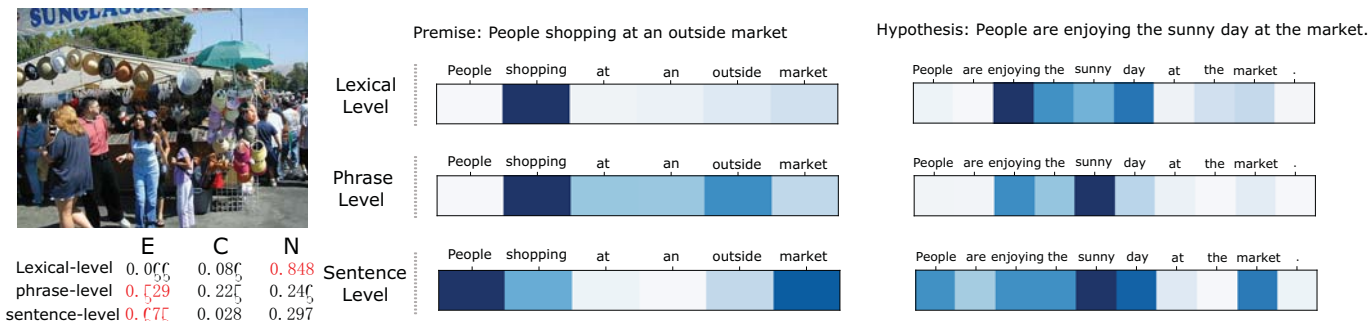 SUNGLASSES
Premise: People shopping at an outside market
Hypothesis: People are enjoying the sunny day at the market.
Lexical
Level
People shopping at an outside market
People are enjoying the sunny day at the market .
Phrase
Level
People shopping at an outside market
People are enjoying the sunny day at the market .
Sentence
Level
People shopping at an outside market
People are enjoying the sunny day at the market .
E C N
Lexical-level 0.848
phrase-level
sentence-level 0.028 0.297